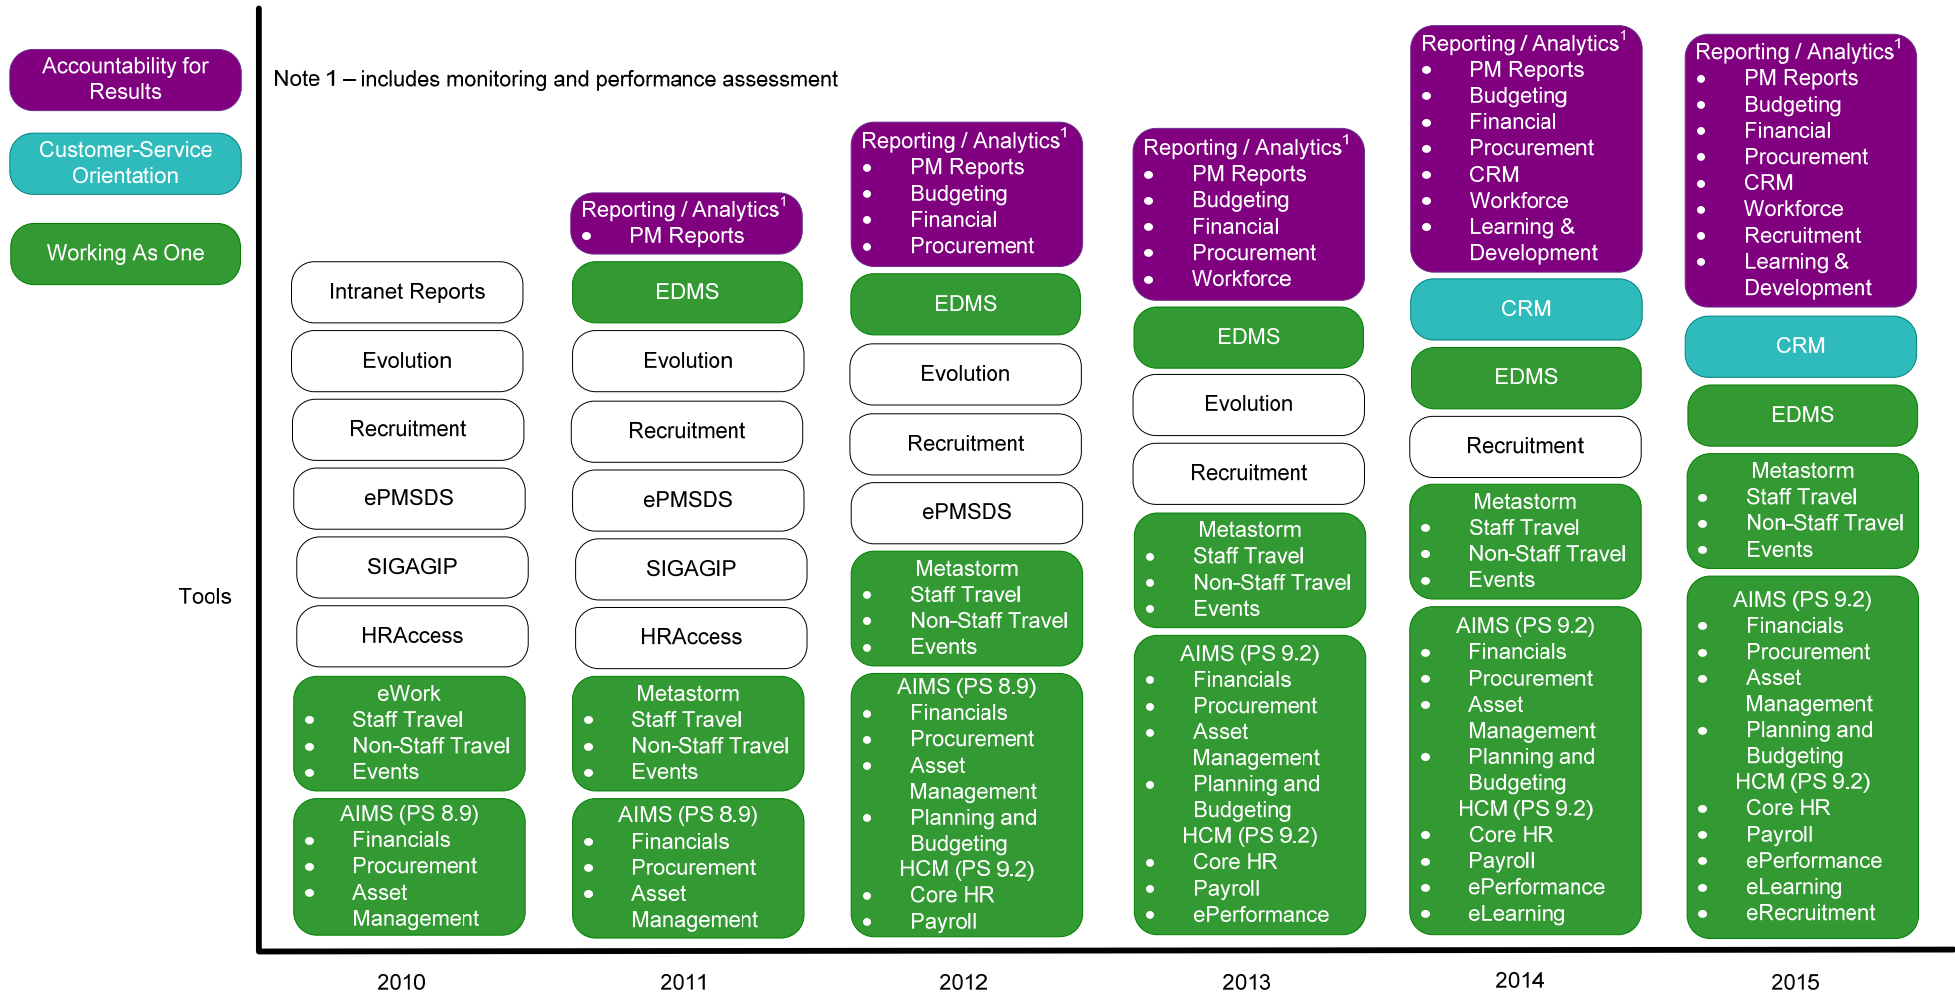 Accountability for
Results
Customer-Service
Orientation
Working As One
Tools
Note 1 – includes monitoring and performance assessment
Intranet Reports
Evolution
Recruitment
ePMSDS
SIGAGIP
HRAccess
eWork
• Staff Travel
• Non-Staff Travel
• Events
AIMS (PS 8.9)
• Financials
• Procurement
• Asset
Management
2010
Reporting / Analytics¹
• PM Reports
EDMS
Evolution
Recruitment
ePMSDS
SIGAGIP
HRAccess
Metastorm
• Staff Travel
• Non-Staff Travel
• Events
AIMS (PS 8.9)
• Financials
• Procurement
• Asset
Management
2011
Reporting / Analytics¹
• PM Reports
• Budgeting
• Financial
• Procurement
EDMS
Evolution
Recruitment
ePMSDS
Metastorm
• Staff Travel
• Non-Staff Travel
• Events
AIMS (PS 8.9)
• Financials
• Procurement
• Asset
Management
• Planning and
Budgeting
HCM (PS 9.2)
• Core HR
• Payroll
2012
Reporting / Analytics¹
• PM Reports
• Budgeting
• Financial
• Procurement
• Workforce
EDMS
Evolution
Recruitment
Metastorm
• Staff Travel
• Non-Staff Travel
• Events
AIMS (PS 9.2)
• Financials
• Procurement
• Asset
Management
• Planning and
Budgeting
HCM (PS 9.2)
• Core HR
• Payroll
• ePerformance
2013
Reporting / Analytics¹
• PM Reports
• Budgeting
• Financial
• Procurement
• CRM
• Workforce
• Learning &
Development
CRM
EDMS
Recruitment
Metastorm
• Staff Travel
• Non-Staff Travel
• Events
AIMS (PS 9.2)
• Financials
• Procurement
• Asset
Management
• Planning and
Budgeting
HCM (PS 9.2)
• Core HR
• Payroll
• ePerformance
• eLearning
2014
Reporting / Analytics¹
• PM Reports
• Budgeting
• Financial
• Procurement
• CRM
• Workforce
• Recruitment
• Learning &
Development
CRM
EDMS
Metastorm
• Staff Travel
• Non-Staff Travel
• Events
AIMS (PS 9.2)
• Financials
• Procurement
• Asset
Management
• Planning and
Budgeting
HCM (PS 9.2)
• Core HR
• Payroll
• ePerformance
• eLearning
• eRecruitment
2015